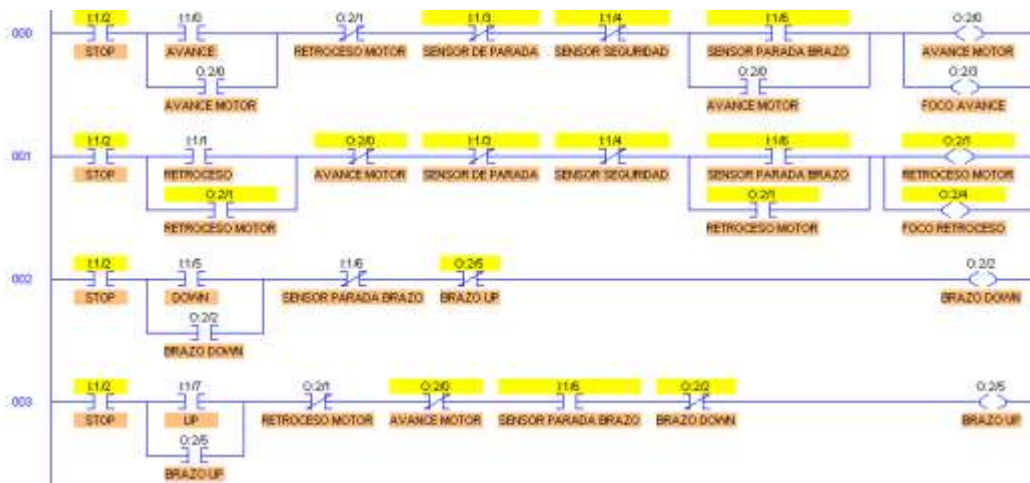 I:1/2 I:1/0 O:2/1 I:1/3 I:1/4 I:1/6 O:2/0
000
STOP AVANCE RETROCESO MOTOR SENSOR DE PARADA SENSOR SEGURIDAD SENSOR PARADA BRAZO AVANCE MOTOR
O:2/0 O:2/0 O:2/3
AVANCE MOTOR AVANCE MOTOR FOCO AVANCE
I:1/2 I:1/1 O:2/0 I:1/3 I:1/4 I:1/6 O:2/1
001
STOP RETROCESO AVANCE MOTOR SENSOR DE PARADA SENSOR SEGURIDAD SENSOR PARADA BRAZO RETROCESO MOTOR
O:2/1 O:2/1 O:2/4
RETROCESO MOTOR RETROCESO MOTOR FOCO RETROCESO
I:1/2 I:1/5 I:1/6 O:2/5 O:2/2
002
STOP DOWN SENSOR PARADA BRAZO BRAZO UP BRAZO DOWN
O:2/2
BRAZO DOWN
I:1/2 I:1/7 O:2/1 O:2/0 I:1/6 O:2/2 O:2/5
003
STOP UP RETROCESO MOTOR AVANCE MOTOR SENSOR PARADA BRAZO BRAZO DOWN BRAZO UP
O:2/5
BRAZO UP